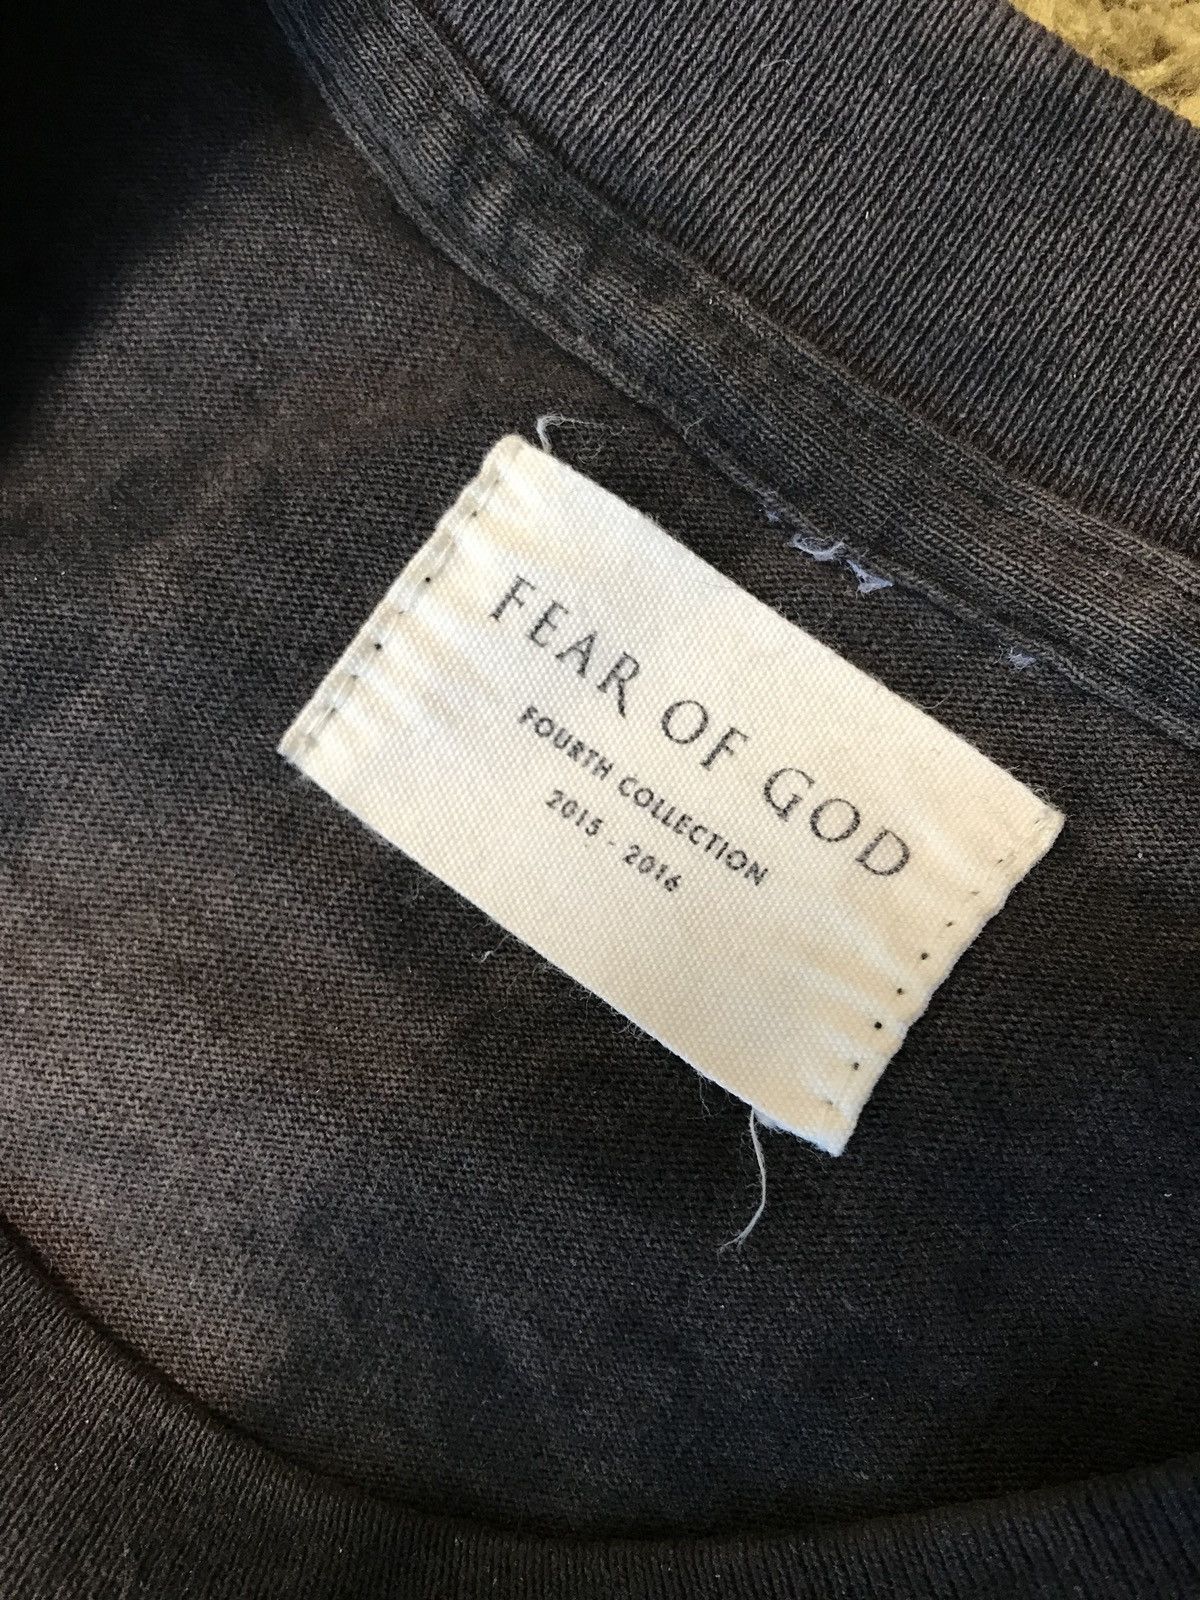 FEAR OF GOD
FOURTH COLLECTION
2015 - 2016